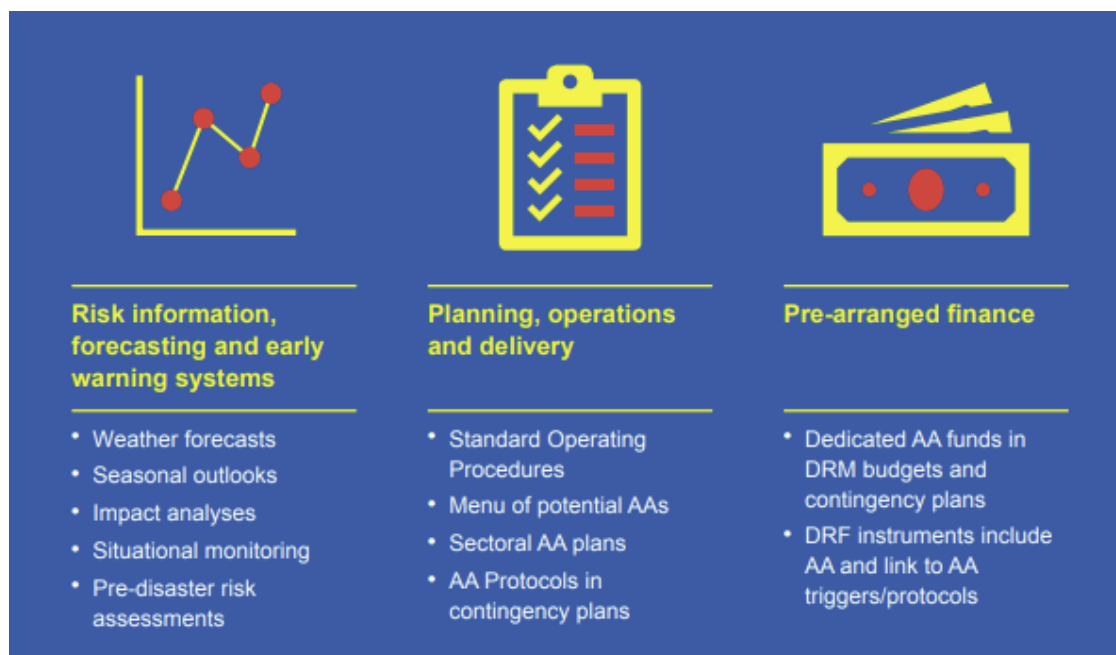 Risk information,
forecasting and early
warning systems
• Weather forecasts
• Seasonal outlooks
• Impact analyses
• Situational monitoring
• Pre-disaster risk
assessments
Planning, operations
and delivery
• Standard Operating
Procedures
• Menu of potential AAs
• Sectoral AA plans
• AA Protocols in
contingency plans
Pre-arranged finance
• Dedicated AA funds in
DRM budgets and
contingency plans
• DRF instruments include
AA and link to AA
triggers/protocols